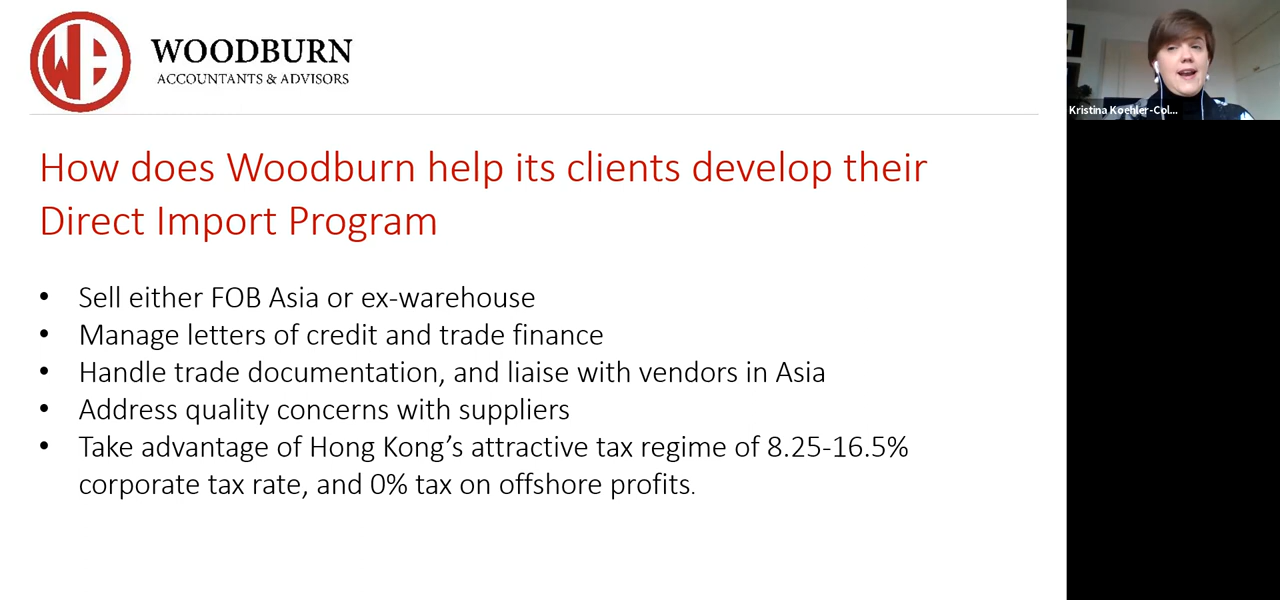 WOODBURN
ACCOUNTANTS & ADVISORS
Kristina Koehler-Col...
How does Woodburn help its clients develop their
Direct Import Program
• Sell either FOB Asia or ex-warehouse
• Manage letters of credit and trade finance
• Handle trade documentation, and liaise with vendors in Asia
• Address quality concerns with suppliers
• Take advantage of Hong Kong’s attractive tax regime of 8.25-16.5%
corporate tax rate, and 0% tax on offshore profits.